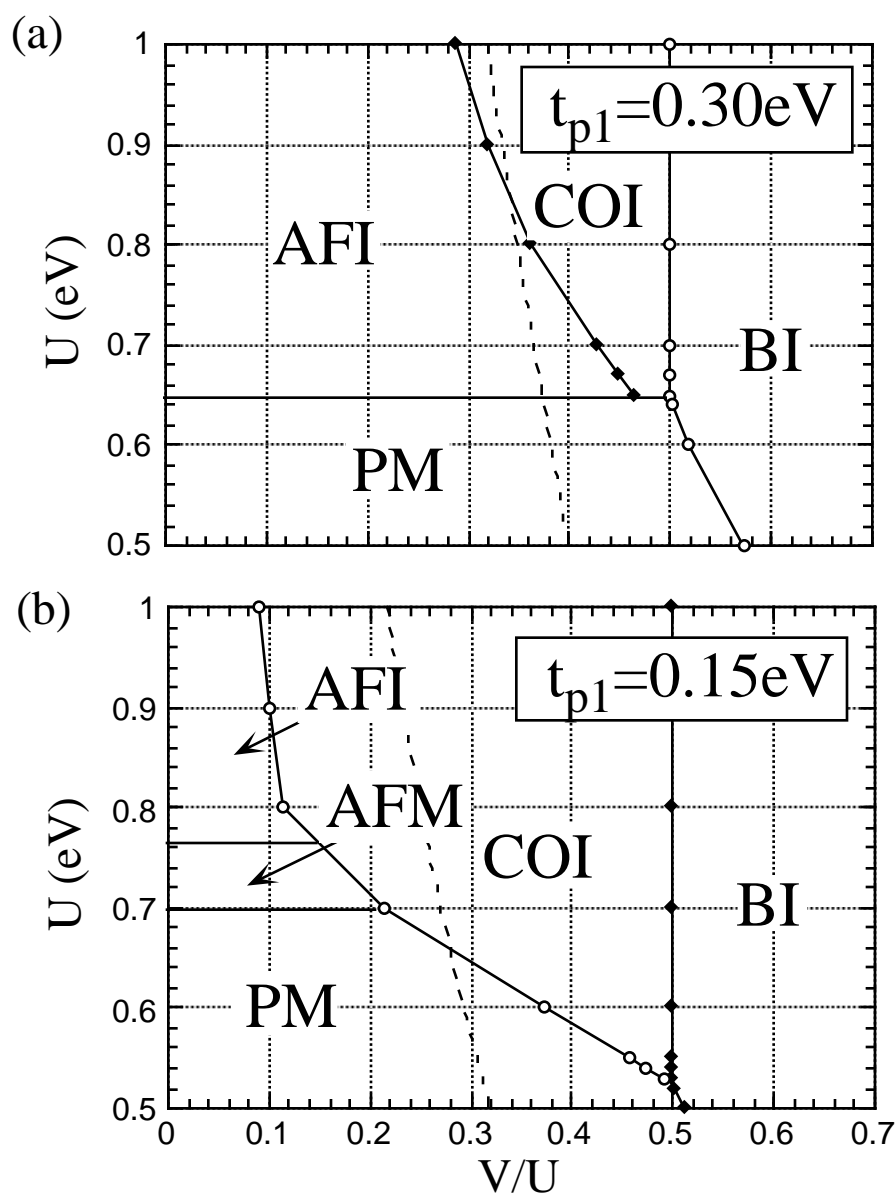 (a)
1
t_p1=0.30eV
0.9
COI
AFI
0.8
U (eV)
0.7
BI
0.6
PM
0.5
(b)
1
t_p1=0.15eV
AFI
0.9
0.8
AFM
COI
U (eV)
0.7
BI
PM
0.6
0.5
0 0.1 0.2 0.3 0.4 0.5 0.6 0.7
V/U